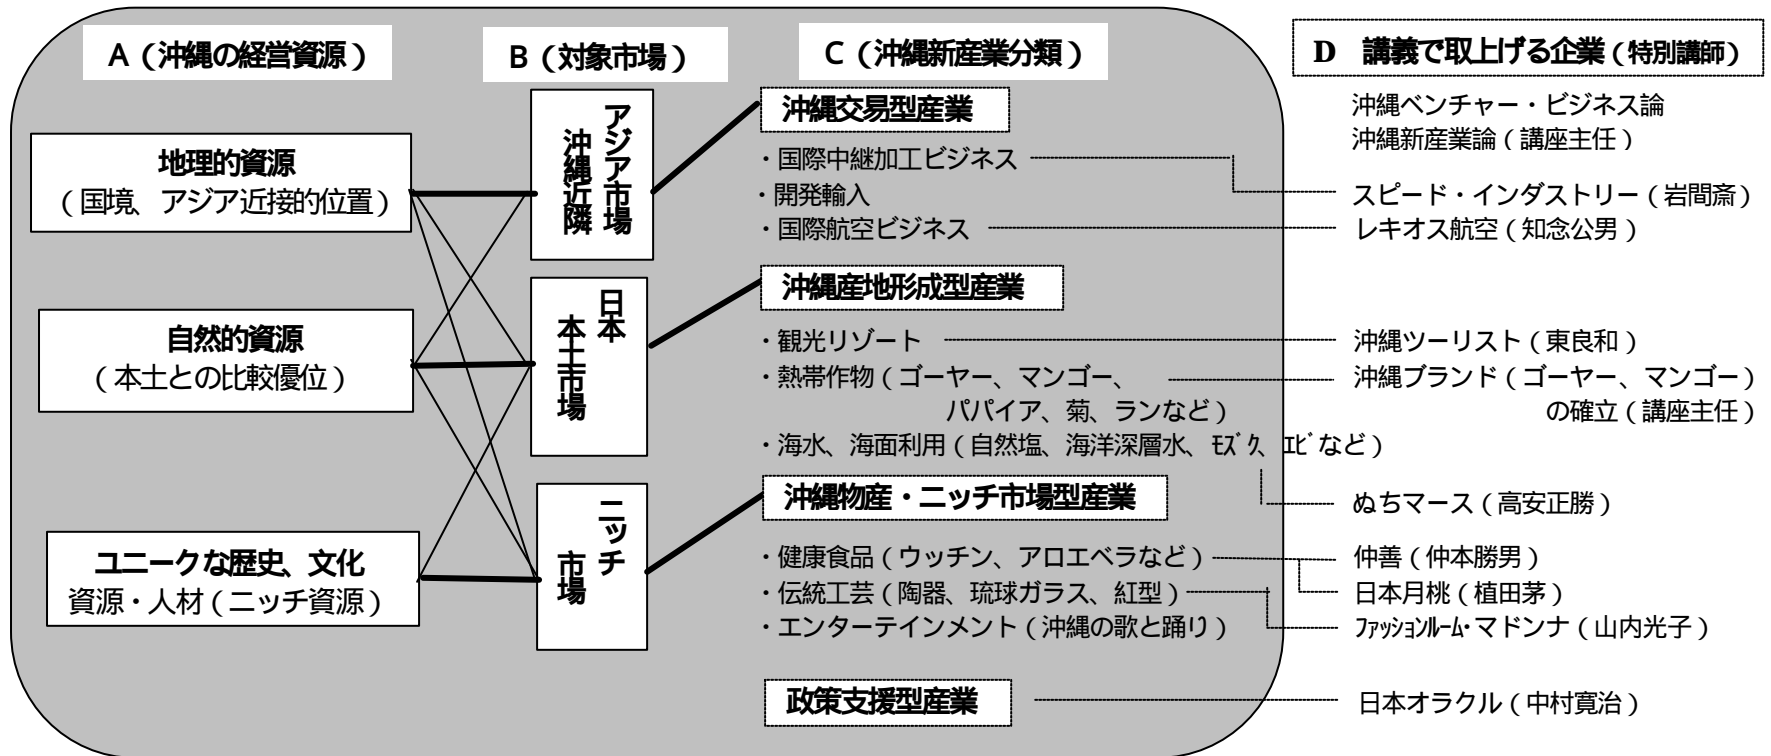 A（沖縄の経営資源）
地理的資源
（国境、アジア近接的位置）
自然的資源
（本土との比較優位）
ユニークな歴史、文化
資源・人材（ニッチ資源）
B（対象市場）
アジア市場
沖縄近隣
日本
本土市場
ニッチ
市場
C（沖縄新産業分類）
沖縄交易型産業
・国際中継加工ビジネス
・開発輸入
・国際航空ビジネス
沖縄産地形成型産業
・観光リゾート
・熱帯作物（ゴーヤー、マンゴー、
パパイア、菊、ランなど）
・海水、海面利用（自然塩、海洋深層水、ﾓｽﾞｸ、ｴﾋﾞなど）
沖縄物産・ニッチ市場型産業
・健康食品（ウッチン、アロエベラなど）
・伝統工芸（陶器、琉球ガラス、紅型）
・エンターテインメント（沖縄の歌と踊り）
政策支援型産業
D 講義で取上げる企業（特別講師）
沖縄ベンチャー・ビジネス論
沖縄新産業論（講座主任）
スピード・インダストリー（岩間斎）
レキオス航空（知念公男）
沖縄ツーリスト（東良和）
沖縄ブランド（ゴーヤー、マンゴー）
の確立（講座主任）
ぬちマース（高安正勝）
仲善（仲本勝男）
日本月桃（植田茅）
ﾌｧｯｼｮﾝﾙｰﾑ・マドンナ（山内光子）
日本オラクル（中村寛治）